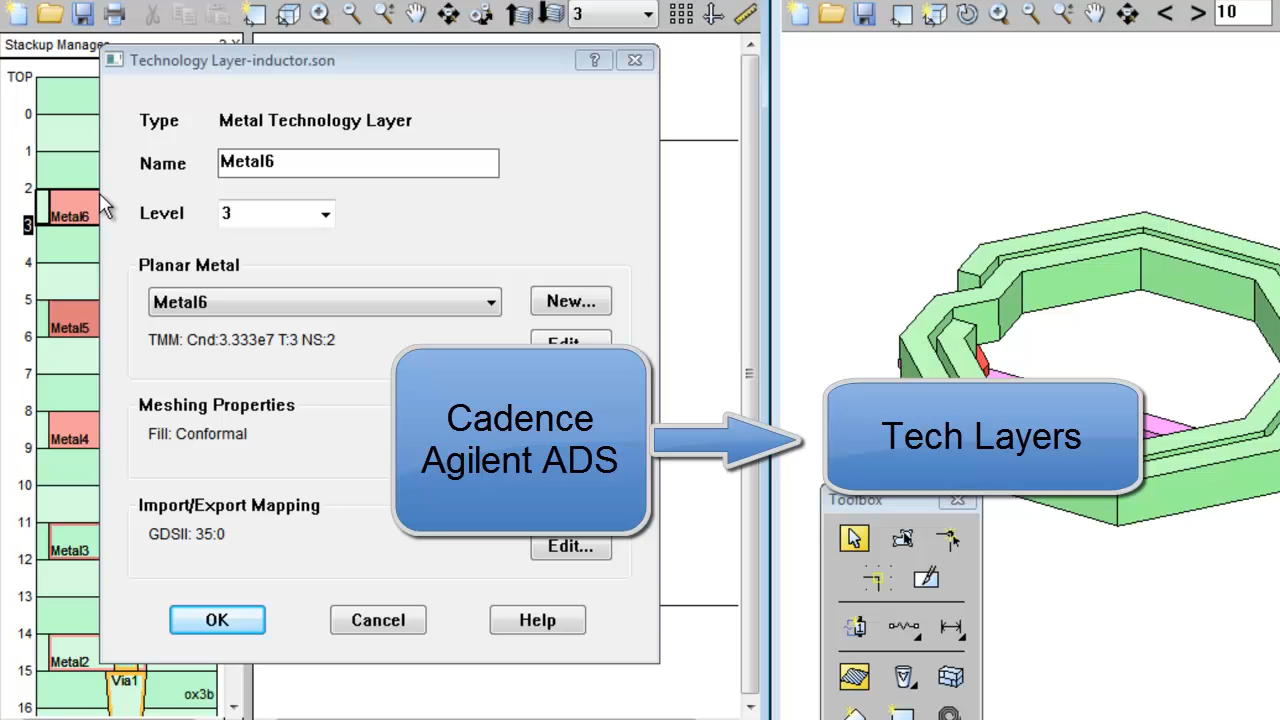 3
10
Stackup Manager
Technology Layer-inductor.son
?
TOP
0
1
2
3
4
5
6
7
8
9
10
11
12
13
14
15
16
Metal6
Metal5
Metal4
Metal3
Metal2
Via1
ox3b
Type Metal Technology Layer
Name Metal6
Level 3
Planar Metal
Metal6
New...
TMM: Cnd:3.333e7 T:3 NS:2
Edit...
Meshing Properties
Fill: Conformal
Import/Export Mapping
GDSII: 35:0
Edit...
OK
Cancel
Help
Cadence
Agilent ADS
Tech Layers
Toolbox
1